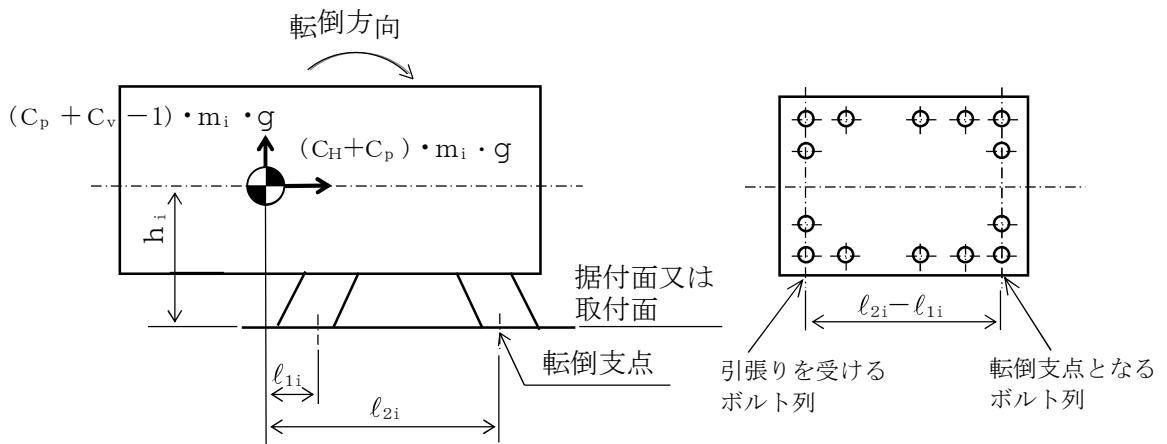 転倒方向
(Cp+Cv-1)・mi・g
(CH+Cp)・mi・g
hi
据付面又は
取付面
転倒支点
ℓ1i
ℓ2i
ℓ2i-ℓ1i
引張りを受ける
ボルト列
転倒支点となる
ボルト列